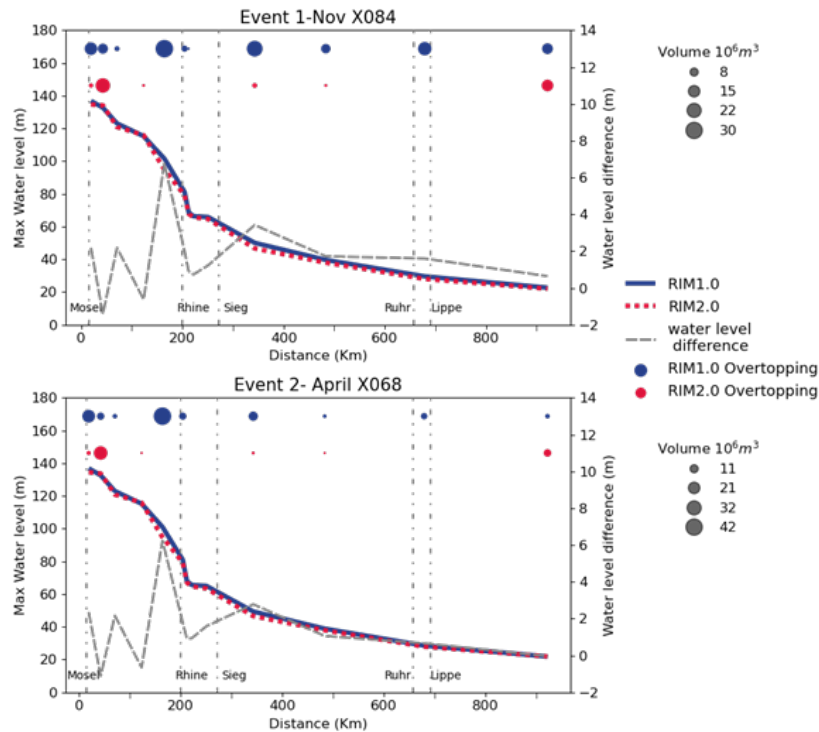 Event 1-Nov X084
180
160
140
120
100
80
60
40
20
0
Max Water level (m)
14
12
10
8
6
4
2
0
−2
Water level difference (m)
Mosel
Rhine
Sieg
Ruhr
Lippe
0
200
400
600
800
Distance (Km)
Volume 10⁶m³
8
15
22
30
RIM1.0
RIM2.0
water level
difference
RIM1.0 Overtopping
RIM2.0 Overtopping
Event 2- April X068
180
160
140
120
100
80
60
40
20
0
Max Water level (m)
14
12
10
8
6
4
2
0
−2
Water level difference (m)
Mosel
Rhine
Sieg
Ruhr
Lippe
0
200
400
600
800
Distance (Km)
Volume 10⁶m³
11
21
32
42